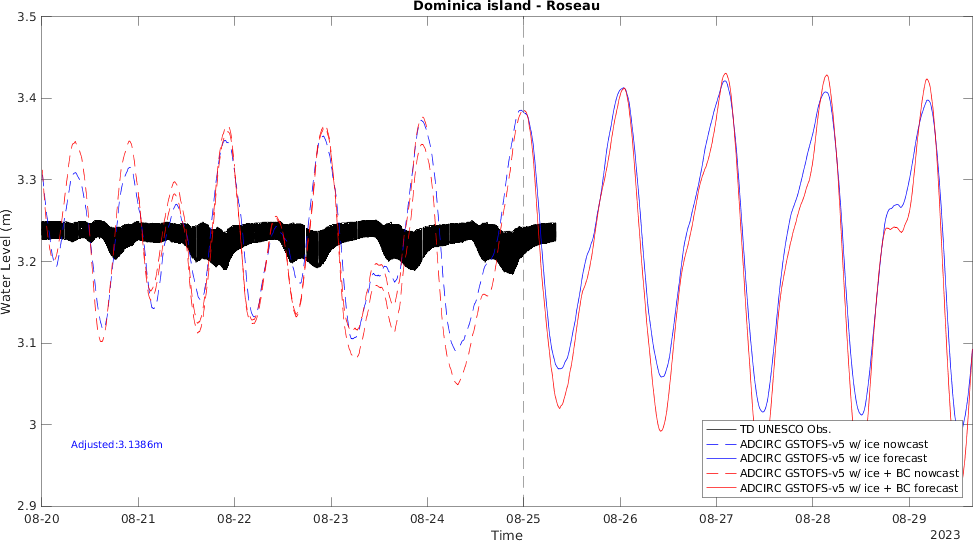 Dominica island - Roseau
3.5
3.4
3.3
3.2
3.1
3
2.9
Water Level (m)
Adjusted:3.1386m
TD UNESCO Obs.
ADCIRC GSTOFS-v5 w/ ice nowcast
ADCIRC GSTOFS-v5 w/ ice forecast
ADCIRC GSTOFS-v5 w/ ice + BC nowcast
ADCIRC GSTOFS-v5 w/ ice + BC forecast
08-20 08-21 08-22 08-23 08-24 08-25 08-26 08-27 08-28 08-29
Time
2023